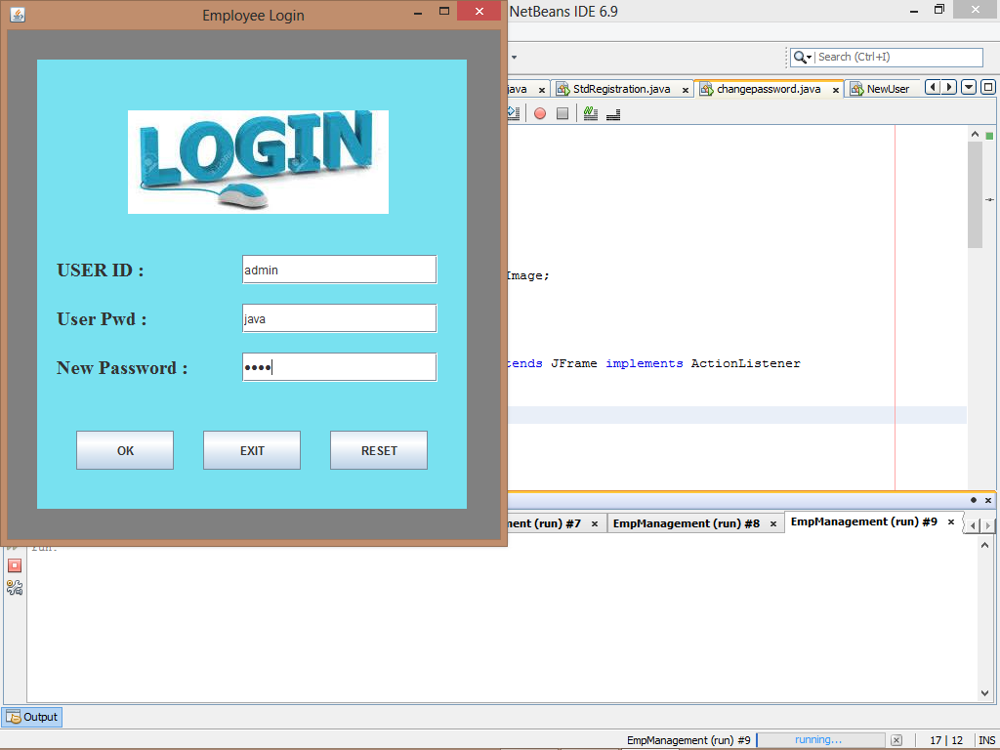 Employee Login
NetBeans IDE 6.9
Search (Ctrl+I)
java
StdRegistration.java
changepassword.java
NewUser
LOGIN
USER ID :
admin
Image;
User Pwd :
java
New Password :
••••
tends JFrame implements ActionListener
OK
EXIT
RESET
ment (run) #7
EmpManagement (run) #8
EmpManagement (run) #9
run:
Output
EmpManagement (run) #9
running...
17 | 12
INS